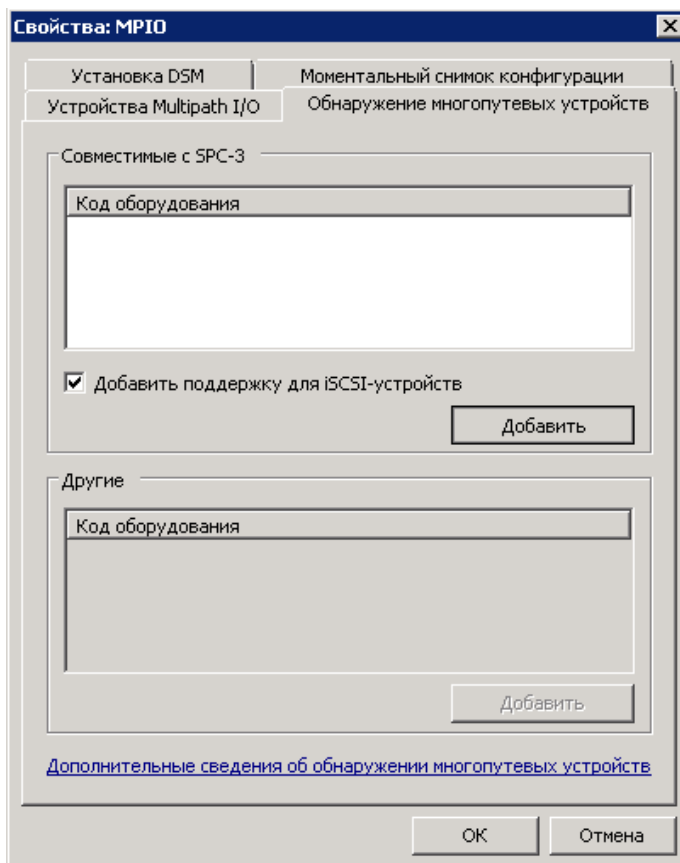 Свойства: MPIO
Установка DSM
Моментальный снимок конфигурации
Устройства Multipath I/O
Обнаружение многопутевых устройств
Совместимые с SPC-3
Код оборудования
Добавить поддержку для iSCSI-устройств
Добавить
Другие
Код оборудования
Добавить
Дополнительные сведения об обнаружении многопутевых устройств
ОК
Отмена